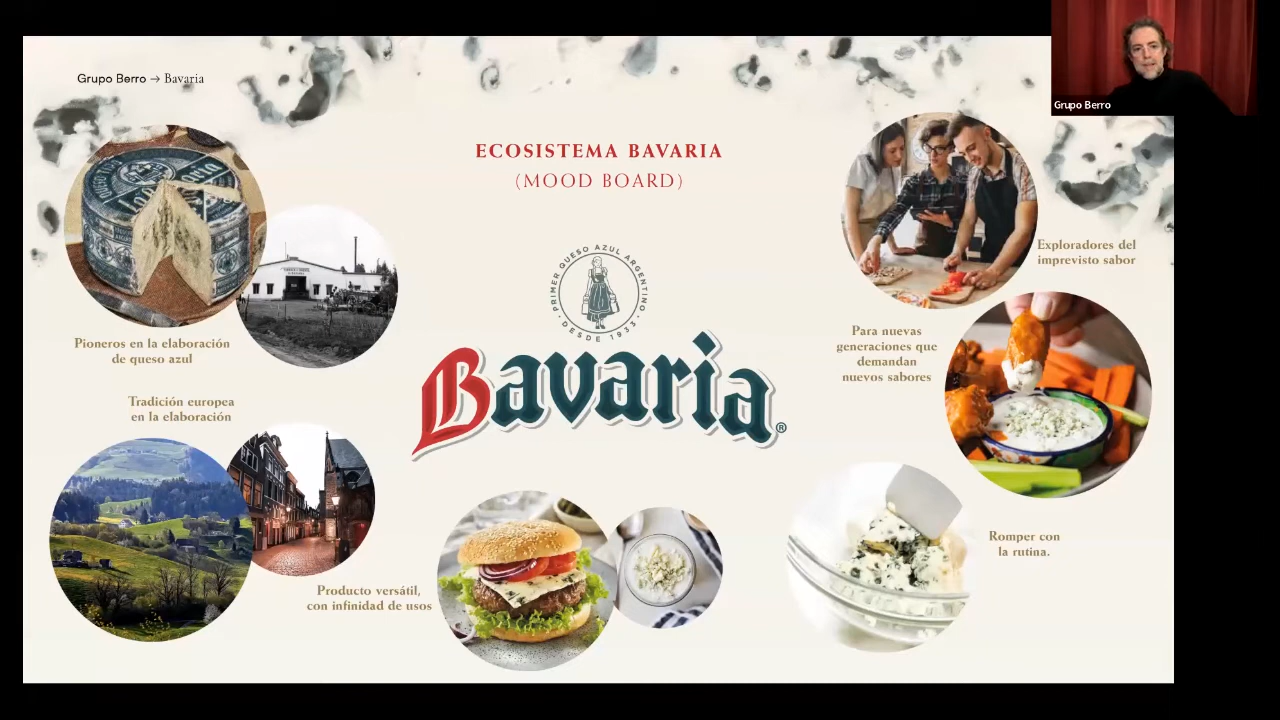 Grupo Berro → Bavaria
Grupo Berro
ECOSISTEMA BAVARIA
(MOOD BOARD)
PRIMER QUESO AZUL ARGENTINO
· DESDE 1933 ·
Bavaria®
Pioneros en la elaboración
de queso azul
Tradición europea
en la elaboración
Producto versátil,
con infinidad de usos
Exploradores del
imprevisto sabor
Para nuevas
generaciones que
demandan
nuevos sabores
Romper con
la rutina.